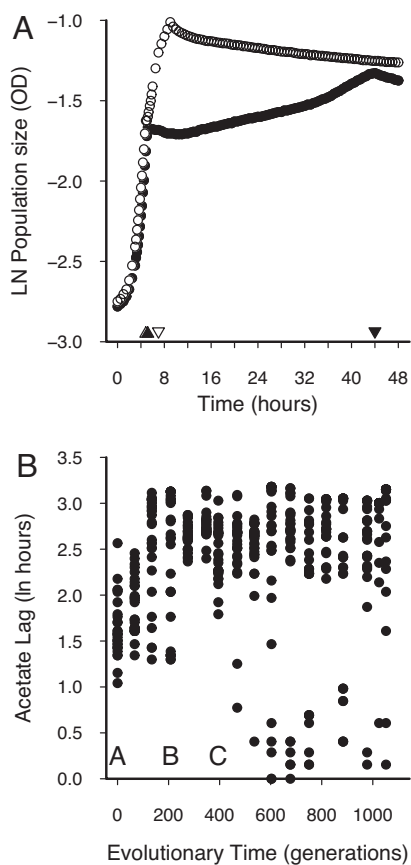 A
LN Population size (OD)
−1.0
−1.5
−2.0
−2.5
−3.0
0 8 16 24 32 40 48
Time (hours)
B
Acetate Lag (ln hours)
3.5
3.0
2.5
2.0
1.5
1.0
0.5
0.0
A B C
0 200 400 600 800 1000
Evolutionary Time (generations)